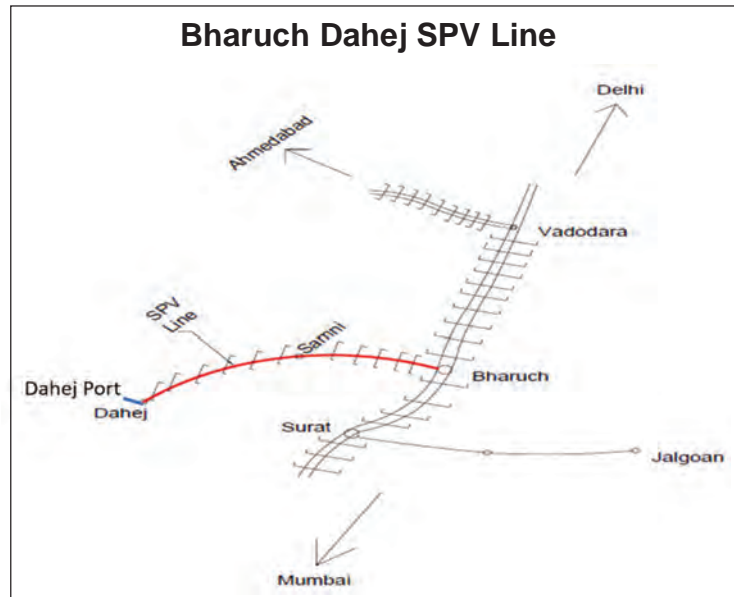 Bharuch Dahej SPV Line
Delhi
Ahmedabad
Vadodara
SPV
Line
Samni
Dahej Port
Dahej
Bharuch
Surat
Jalgoan
Mumbai